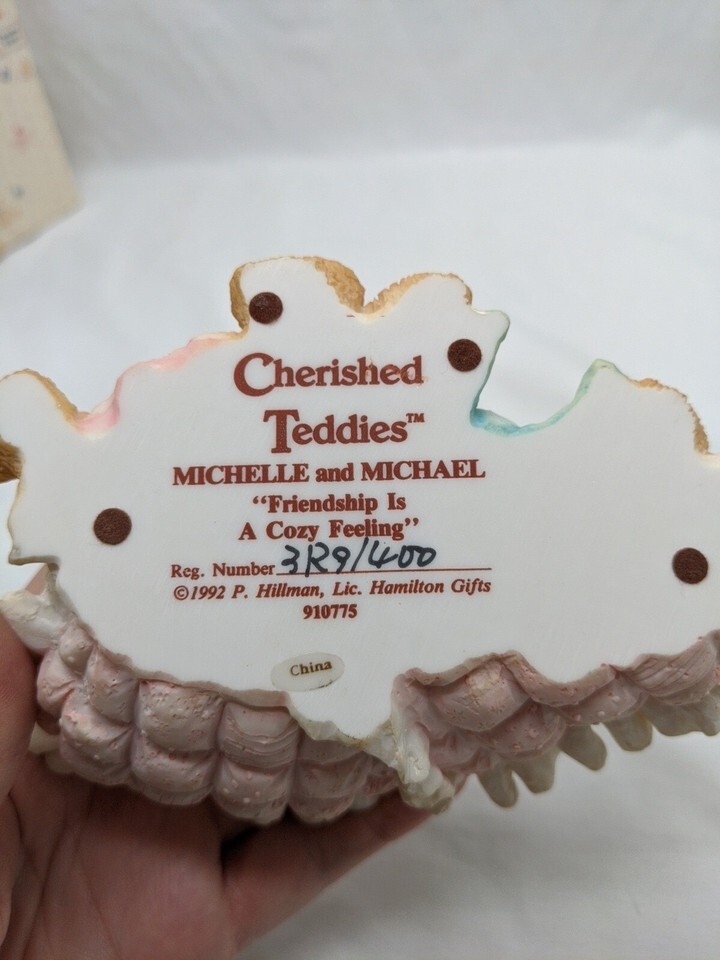 Cherished
Teddies™
MICHELLE and MICHAEL
“Friendship Is
A Cozy Feeling”
Reg. Number 3R9/400
©1992 P. Hillman, Lic. Hamilton Gifts
910775
China